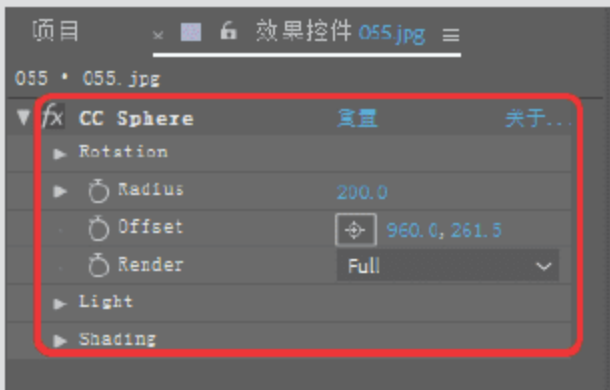 项目 × 效果控件 055.jpg ≡
055 • 055.jpg
fx CC Sphere 重置 关于...
Rotation
Radius 200.0
Offset 960.0, 261.5
Render Full
Light
Shading